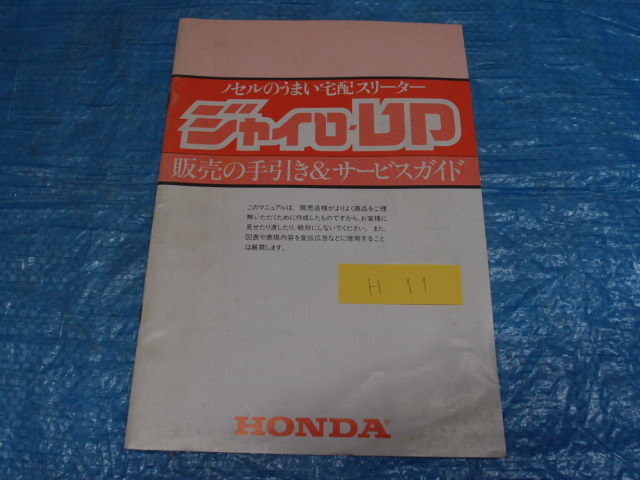 ノセルのうまい宅配スリーター
ジャイロ・UP
販売の手引き&サービスガイド
このマニュアルは、販売店様がよりよく商品をご理
解いただくために作成したものですから、お客様に
見せたり渡したり、絶対にしないでください。また、
図表や表現内容を宣伝広告などに使用すること
は厳禁します。
H 11
HONDA